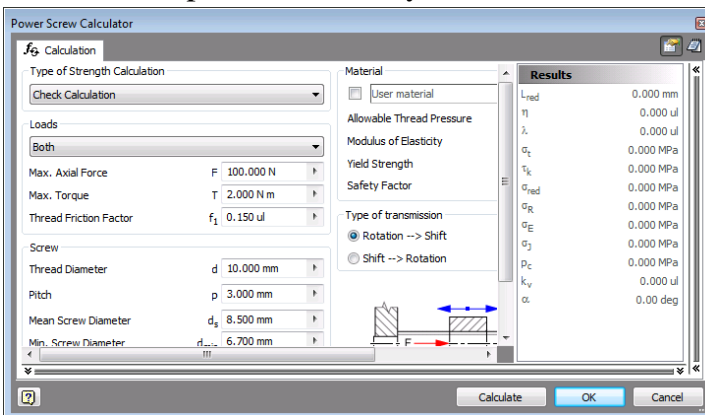 Power Screw Calculator
Calculation
Type of Strength Calculation
Check Calculation
Loads
Both
Max. Axial Force F 100.000 N
Max. Torque T 2.000 N m
Thread Friction Factor f1 0.150 ul
Screw
Thread Diameter d 10.000 mm
Pitch p 3.000 mm
Mean Screw Diameter ds 8.500 mm
Min. Screw Diameter dmin 6.700 mm
Material
User material
Allowable Thread Pressure
Modulus of Elasticity
Yield Strength
Safety Factor
Type of transmission
Rotation --> Shift
Shift --> Rotation
F
Results
Lred 0.000 mm
η 0.000 ul
λ 0.000 ul
σt 0.000 MPa
τk 0.000 MPa
σred 0.000 MPa
σR 0.000 MPa
σE 0.000 MPa
σJ 0.000 MPa
pc 0.000 MPa
kv 0.000 ul
α 0.00 deg
Calculate OK Cancel